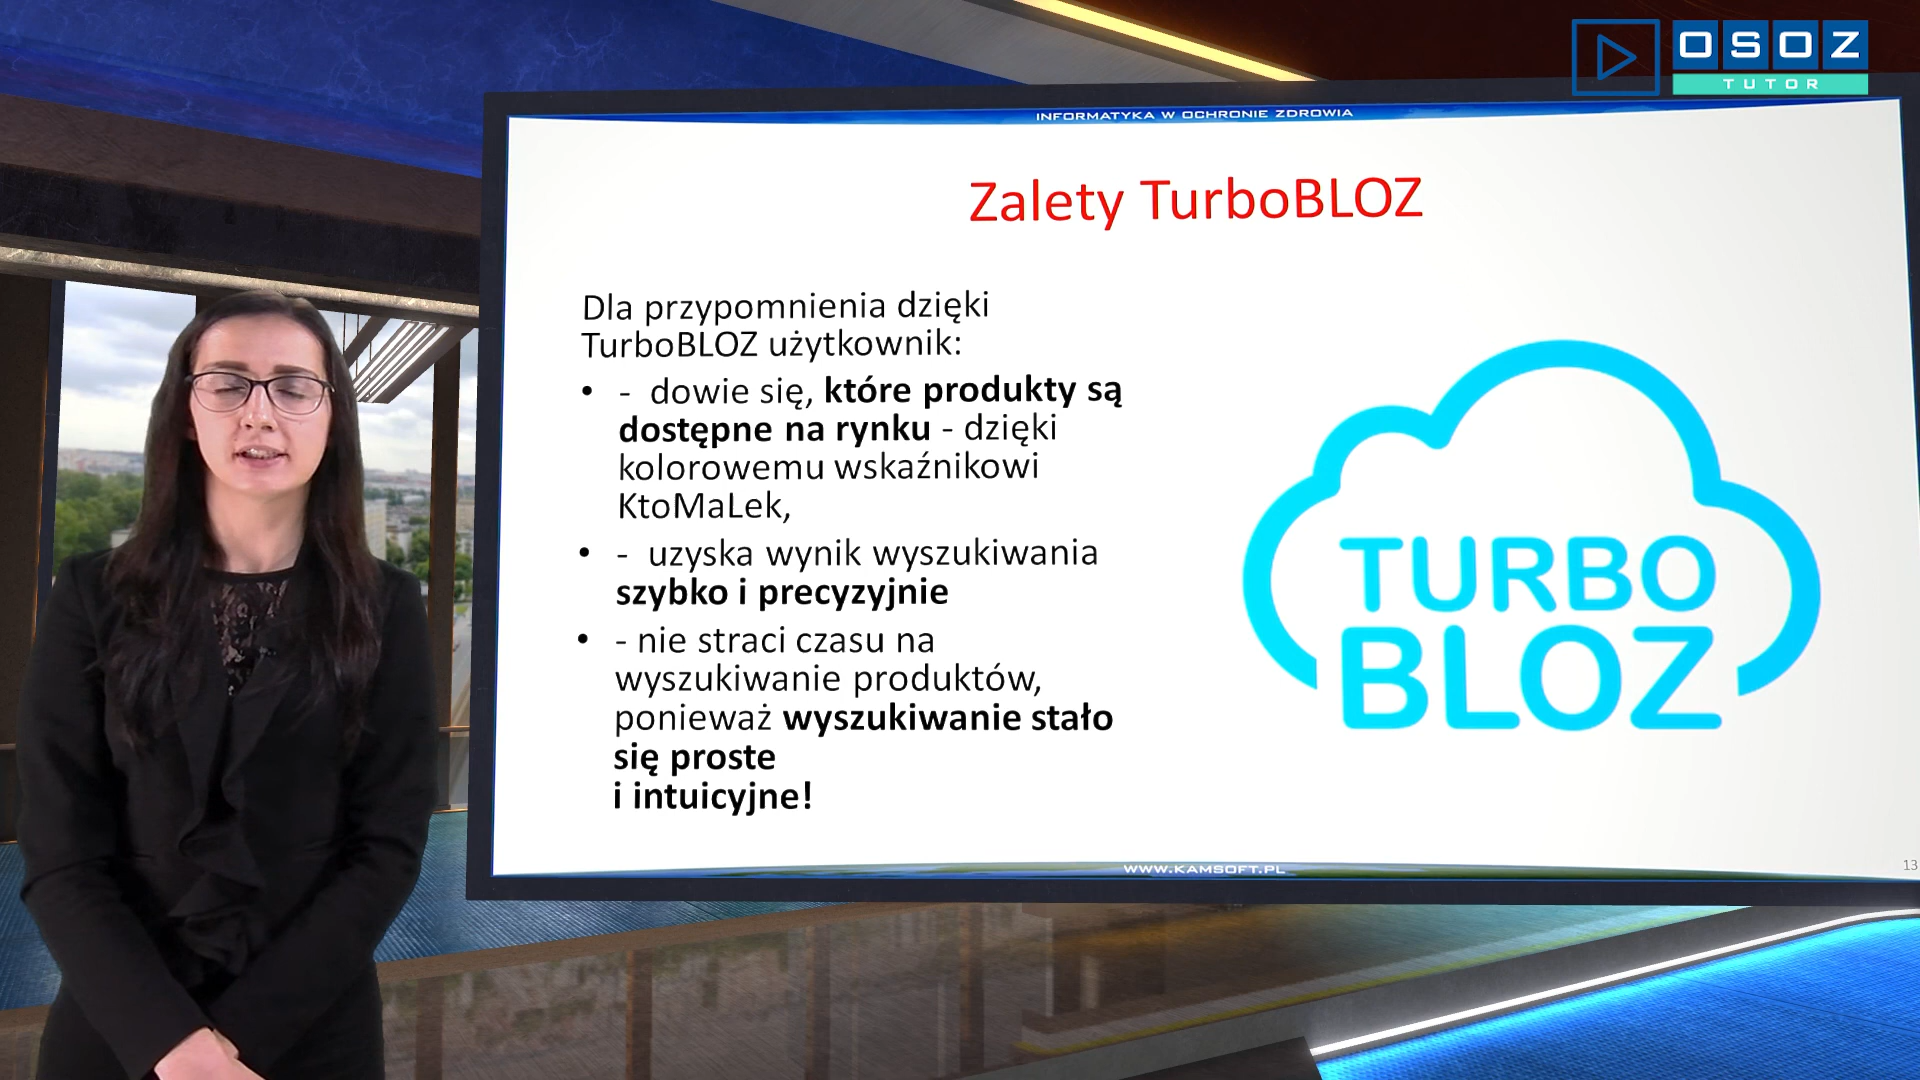 OSOZ
TUTOR
INFORMATYKA W OCHRONIE ZDROWIA
Zalety TurboBLOZ
Dla przypomnienia dzięki
TurboBLOZ użytkownik:
• - dowie się, które produkty są
dostępne na rynku - dzięki
kolorowemu wskaźnikowi
KtoMaLek,
• - uzyska wynik wyszukiwania
szybko i precyzyjnie
• - nie straci czasu na
wyszukiwanie produktów,
ponieważ wyszukiwanie stało
się proste
i intuicyjne!
TURBO
BLOZ
WWW.KAMSOFT.PL
13